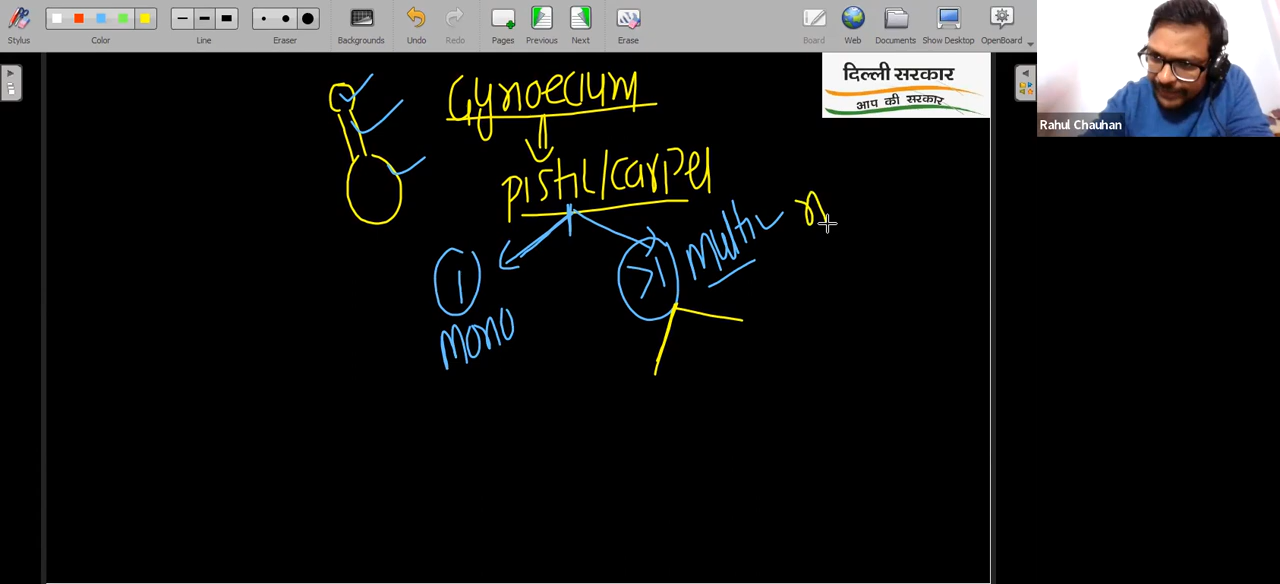 Stylus
Color
Line
Eraser
Backgrounds
Undo
Redo
Pages
Previous
Next
Erase
Board
Web
Documents
Show Desktop
OpenBoard
दिल्ली सरकार
आप की सरकार
Rahul Chauhan
Gynoecium
pistil/carpel
1
mono
>1
multi
n